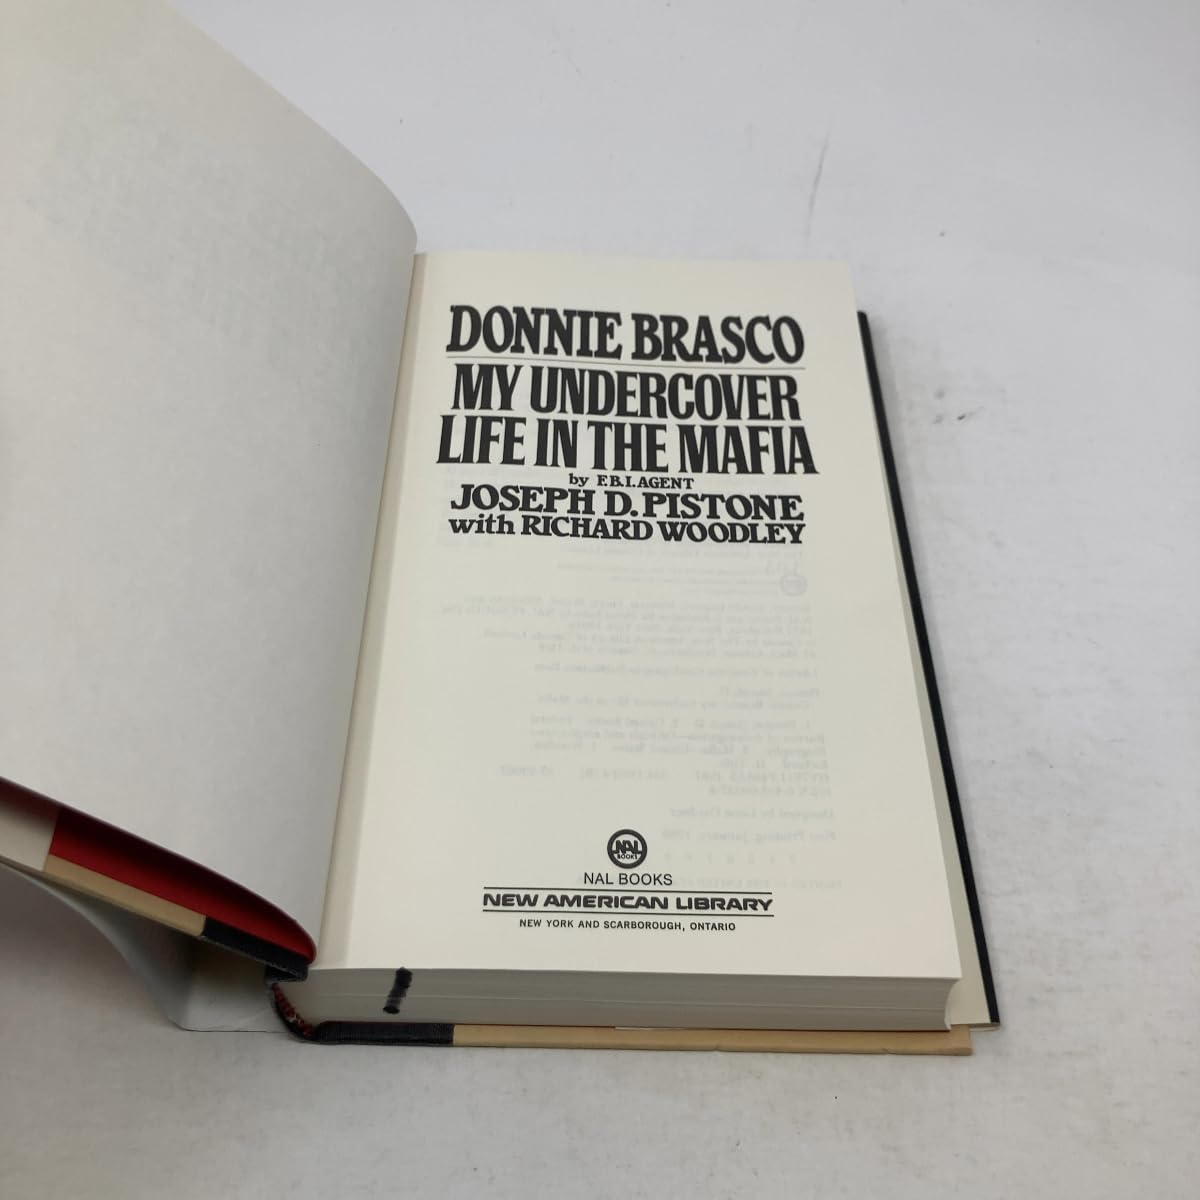 DONNIE BRASCO
MY UNDERCOVER
LIFE IN THE MAFIA
by F.B.I. AGENT
JOSEPH D. PISTONE
with RICHARD WOODLEY
NAL
BOOKS
NAL BOOKS
NEW AMERICAN LIBRARY
NEW YORK AND SCARBOROUGH, ONTARIO